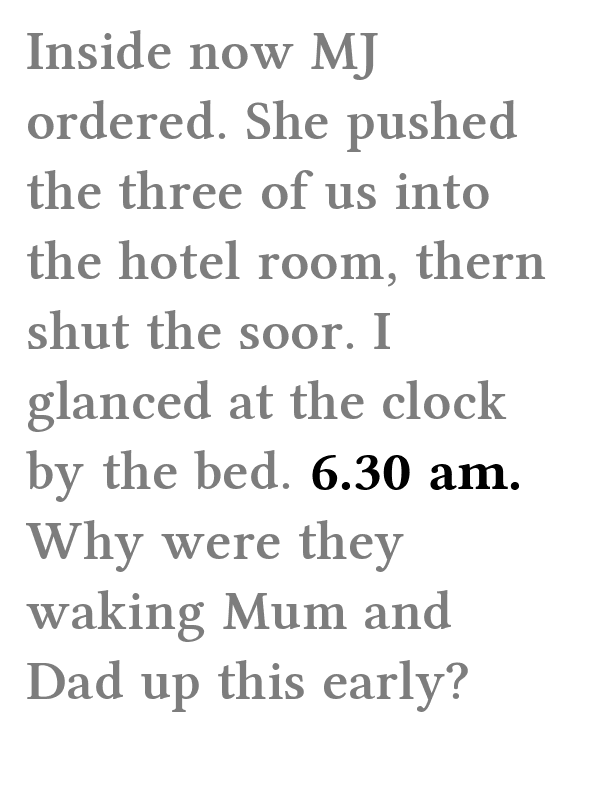 Inside now MJ
ordered. She pushed
the three of us into
the hotel room, thern
shut the soor. I
glanced at the clock
by the bed. 6.30 am.
Why were they
waking Mum and
Dad up this early?